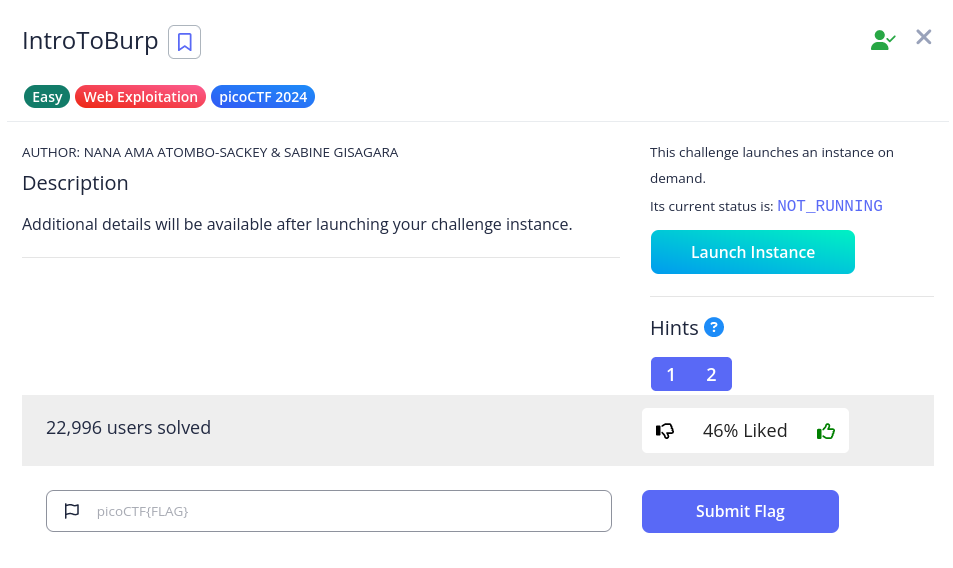 IntroToBurp
Easy Web Exploitation picoCTF 2024
AUTHOR: NANA AMA ATOMBO-SACKEY & SABINE GISAGARA
Description
Additional details will be available after launching your challenge instance.
This challenge launches an instance on
demand.
Its current status is: NOT_RUNNING
Launch Instance
Hints ?
1 2
22,996 users solved
46% Liked
picoCTF{FLAG}
Submit Flag